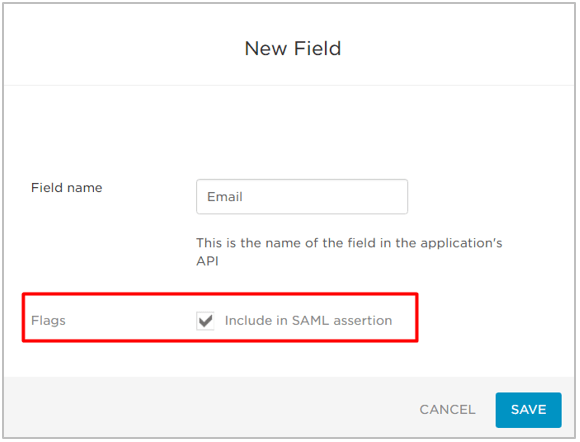 New Field
Field name
Email
This is the name of the field in the application's
API
Flags
Include in SAML assertion
CANCEL
SAVE